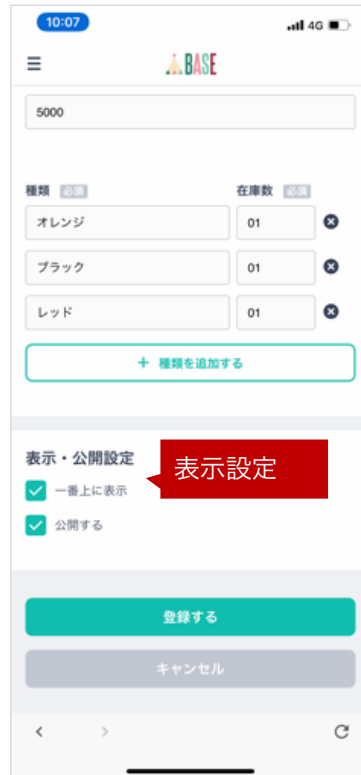 10:07 4G
BASE
5000
種類 必須 在庫数 必須
オレンジ 01
ブラック 01
レッド 01
＋ 種類を追加する
表示・公開設定
表示設定
一番上に表示
公開する
登録する
キャンセル